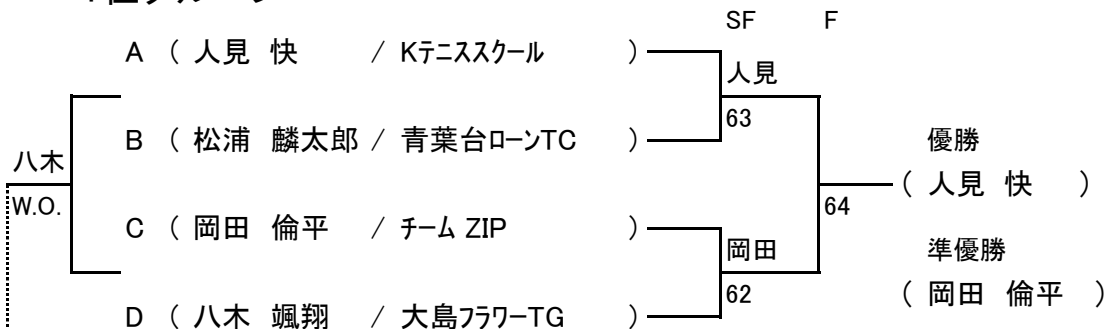 SF F
A ( 人見 快 / Kテニススクール )
人見
63
B ( 松浦 麟太郎 / 青葉台ローンTC )
八木
W.O.
優勝
( 人見 快 )
64
C ( 岡田 倫平 / チーム ZIP )
岡田
62
準優勝
( 岡田 倫平 )
D ( 八木 颯翔 / 大島フラワーTG )